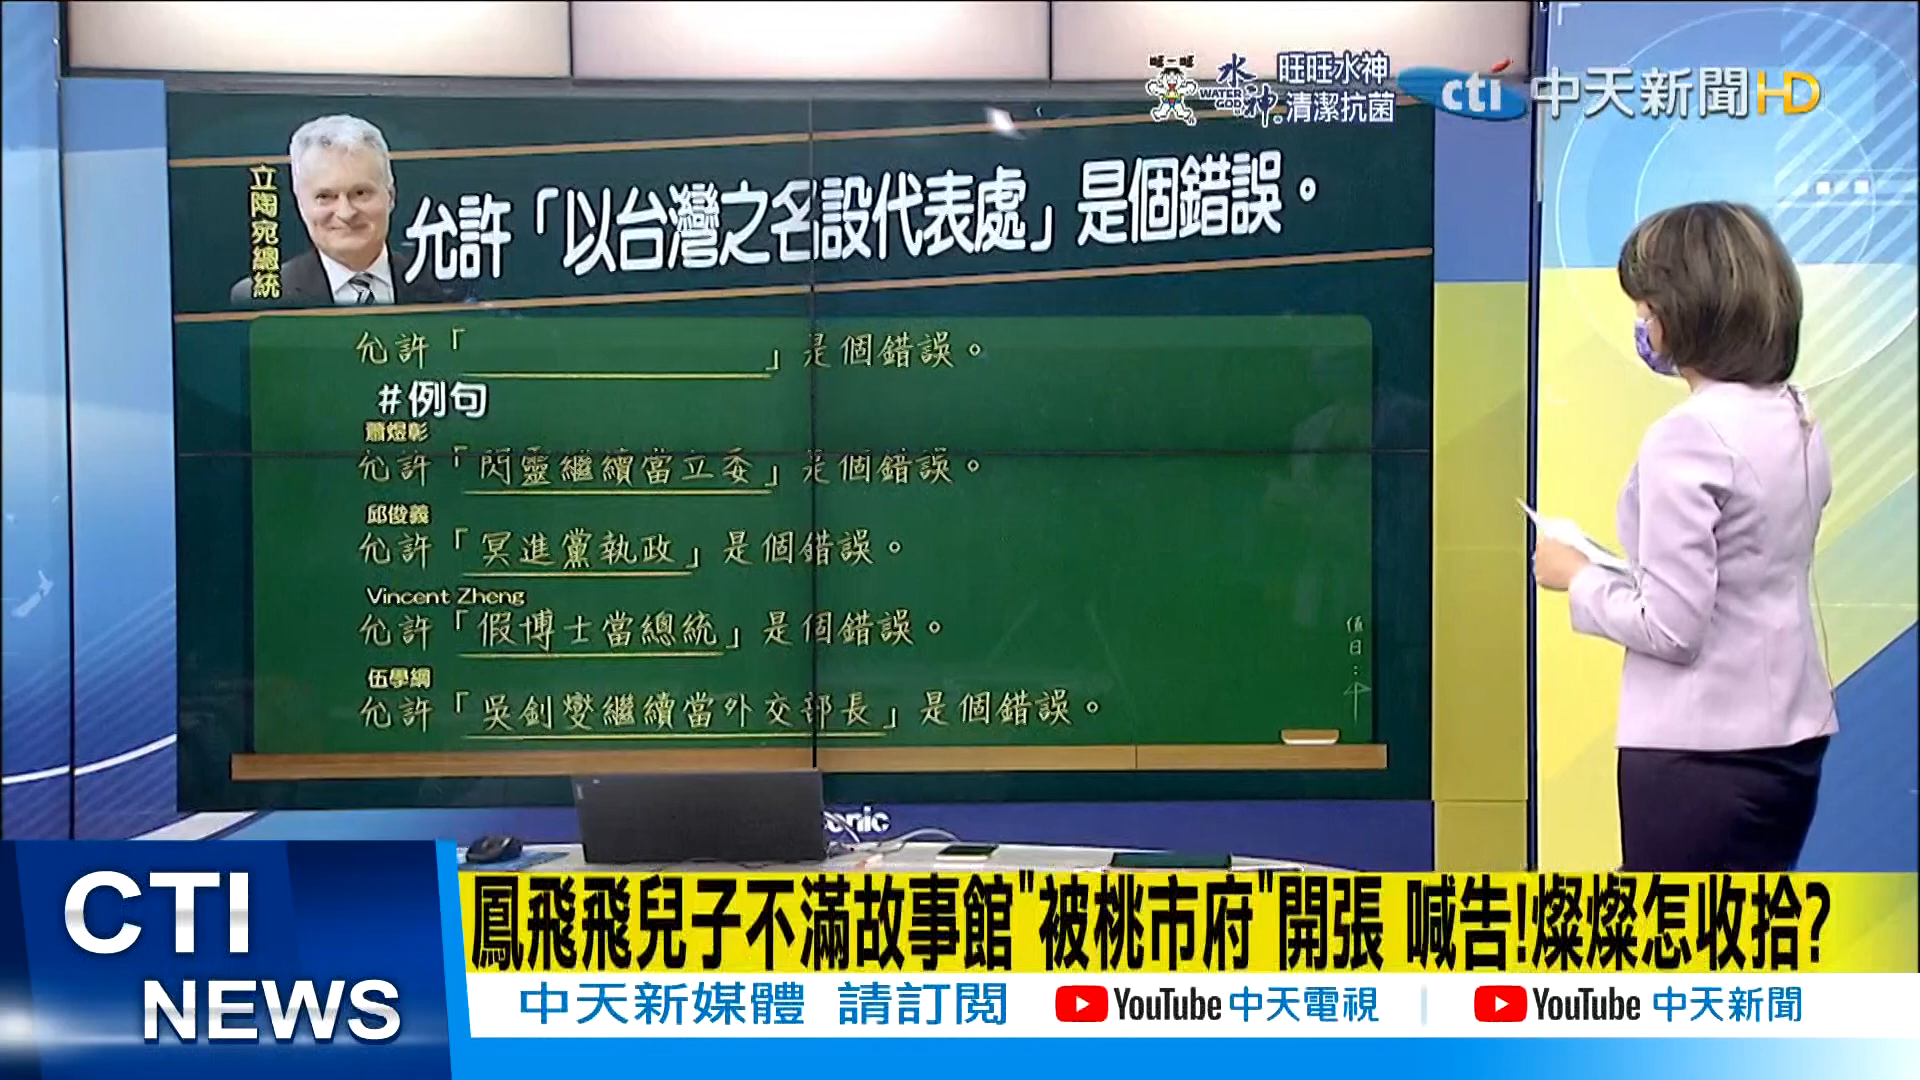 旺旺水神
水神
WATER GOD
清潔抗菌
cti 中天新聞HD
立陶宛總統
允許「以台灣之名設代表處」是個錯誤。
允許「 」是個錯誤。
#例句
蕭煜彰
允許「閃靈繼續當立委」是個錯誤。
邱俊義
允許「冥進黨執政」是個錯誤。
Vincent Zheng
允許「假博士當總統」是個錯誤。
伍學綱
允許「吳釗燮繼續當外交部長」是個錯誤。
值日:
onic
鳳飛飛兒子不滿故事館"被桃市府"開張 喊告!燦燦怎收拾?
CTI NEWS
中天新媒體 請訂閱 YouTube 中天電視 | YouTube 中天新聞